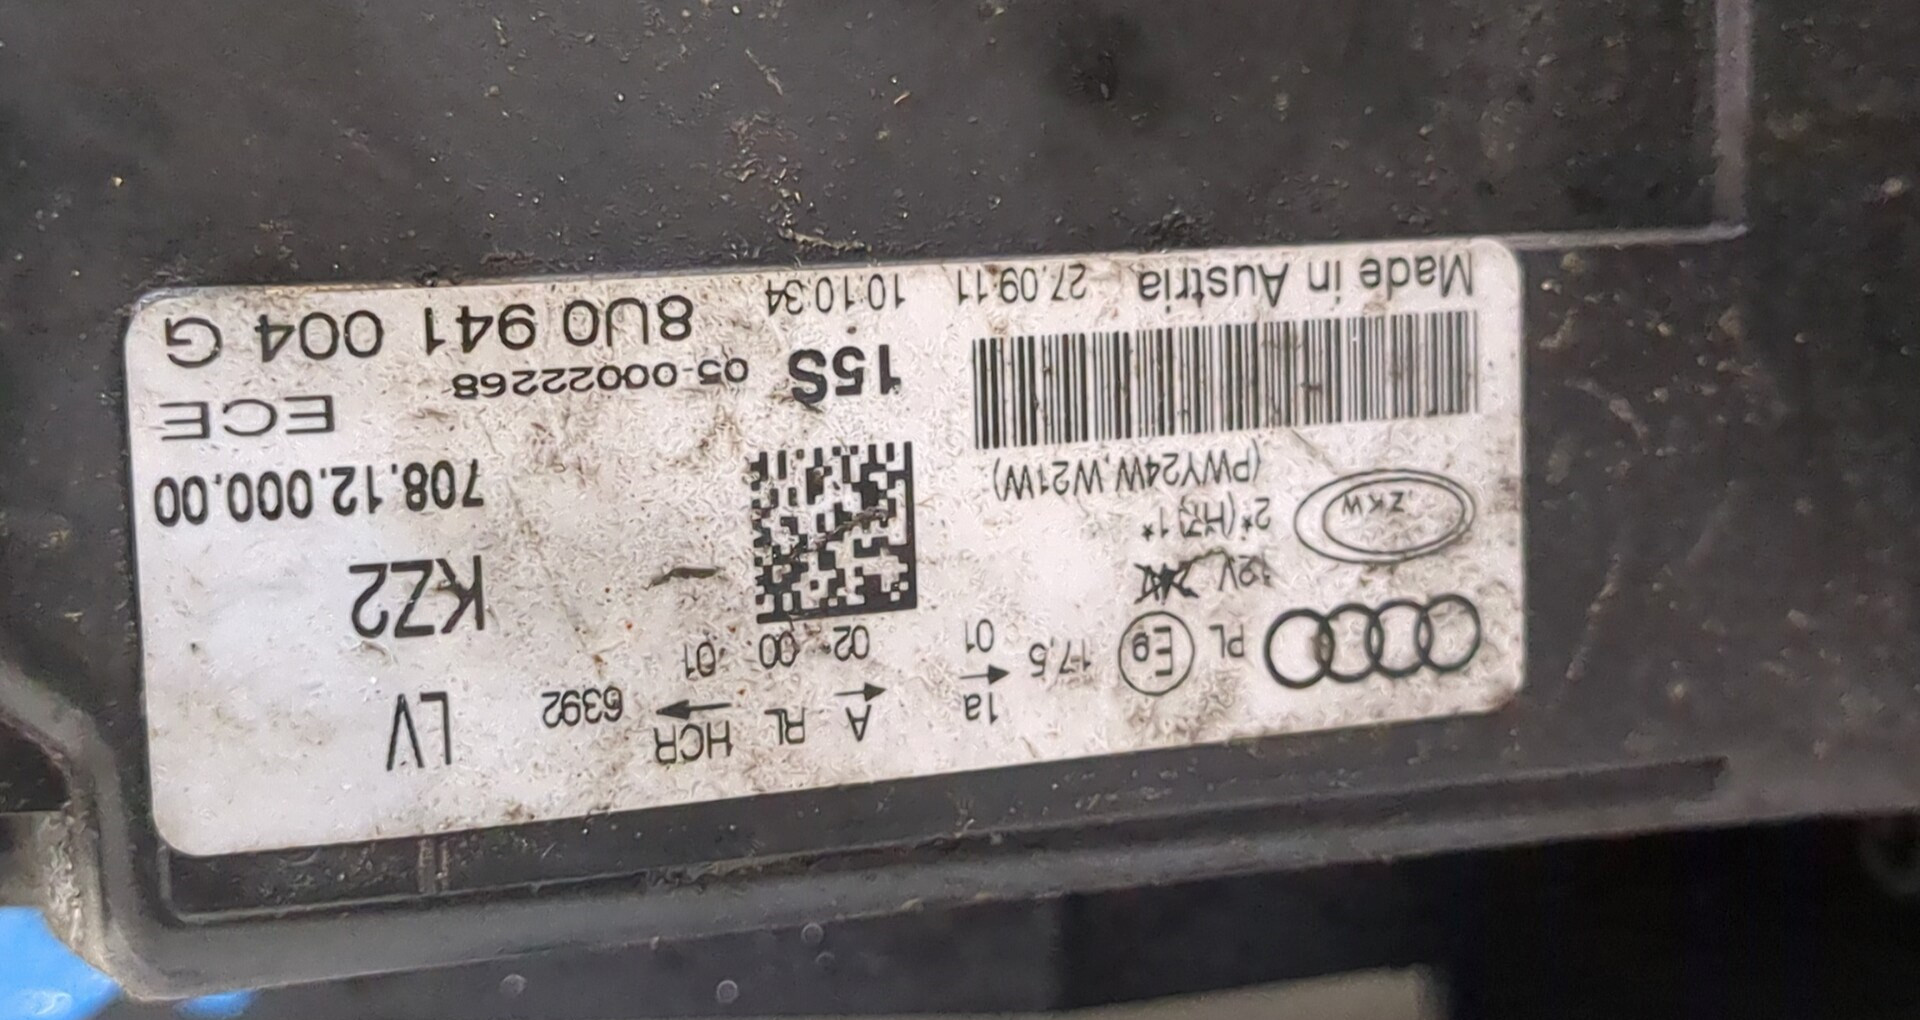 1a A RL HCR 6392 LV
PL E9 17,5 ← 01 ← 02 00 → 01
12V KZ2
ZKW 2*(H7,1*
(PWY24W,W21W) 708.12.000.00
ECE
15S 05-00022268
Made in Austria 27.09.11 10:10:34 8U0 941 004 G